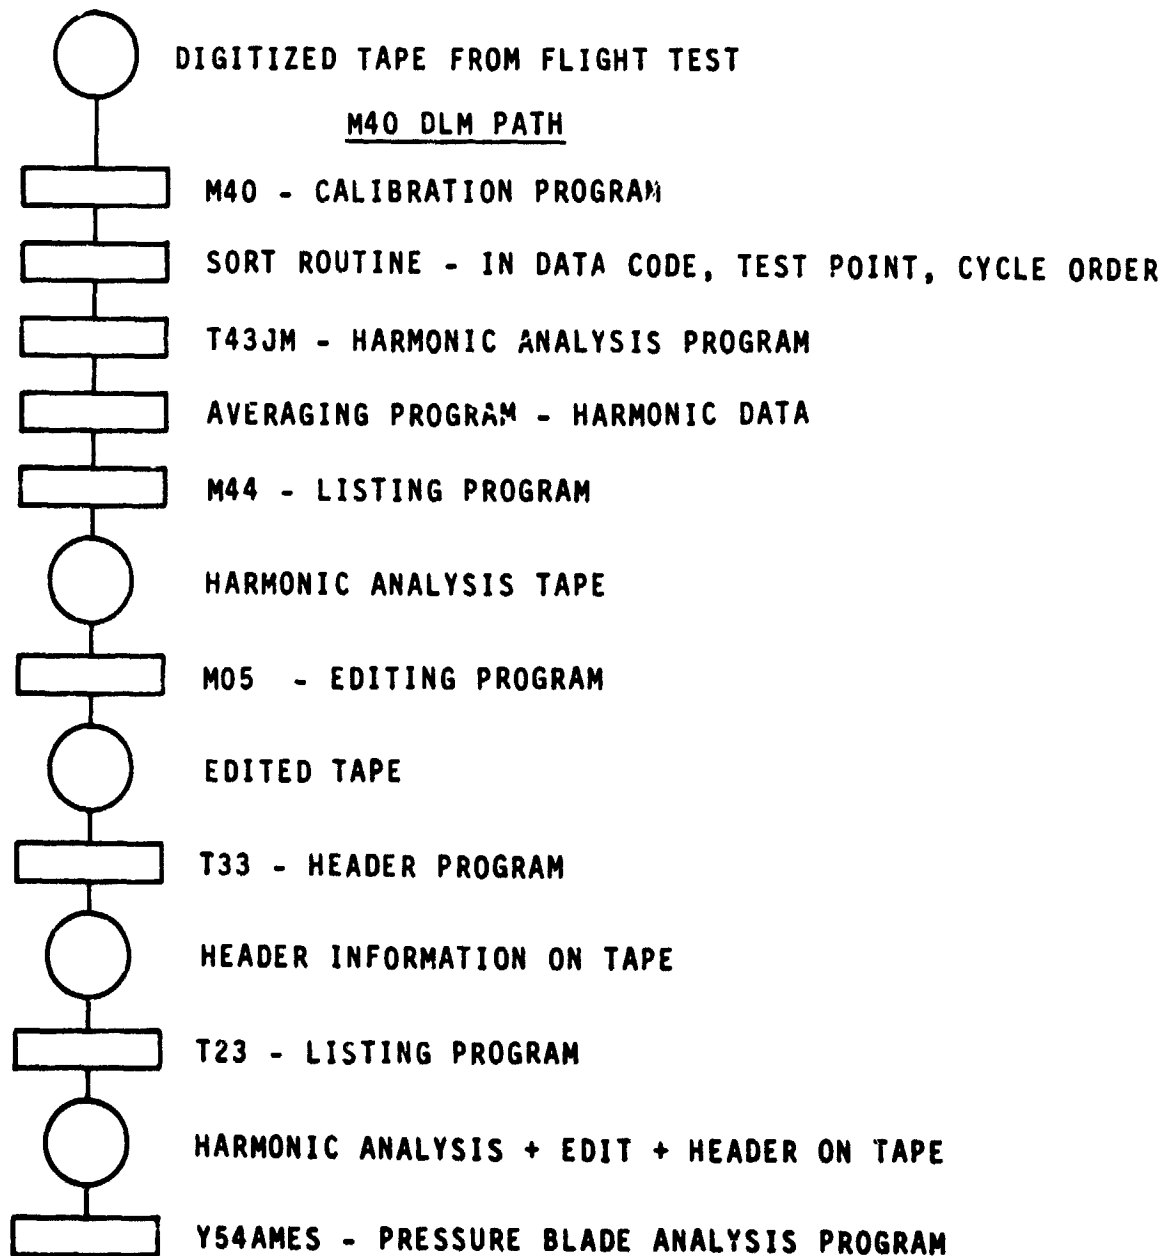 DIGITIZED TAPE FROM FLIGHT TEST
M40 DLM PATH
M40 - CALIBRATION PROGRAM
SORT ROUTINE - IN DATA CODE, TEST POINT, CYCLE ORDER
T43JM - HARMONIC ANALYSIS PROGRAM
AVERAGING PROGRAM - HARMONIC DATA
M44 - LISTING PROGRAM
HARMONIC ANALYSIS TAPE
M05 - EDITING PROGRAM
EDITED TAPE
T33 - HEADER PROGRAM
HEADER INFORMATION ON TAPE
T23 - LISTING PROGRAM
HARMONIC ANALYSIS + EDIT + HEADER ON TAPE
Y54AMES - PRESSURE BLADE ANALYSIS PROGRAM